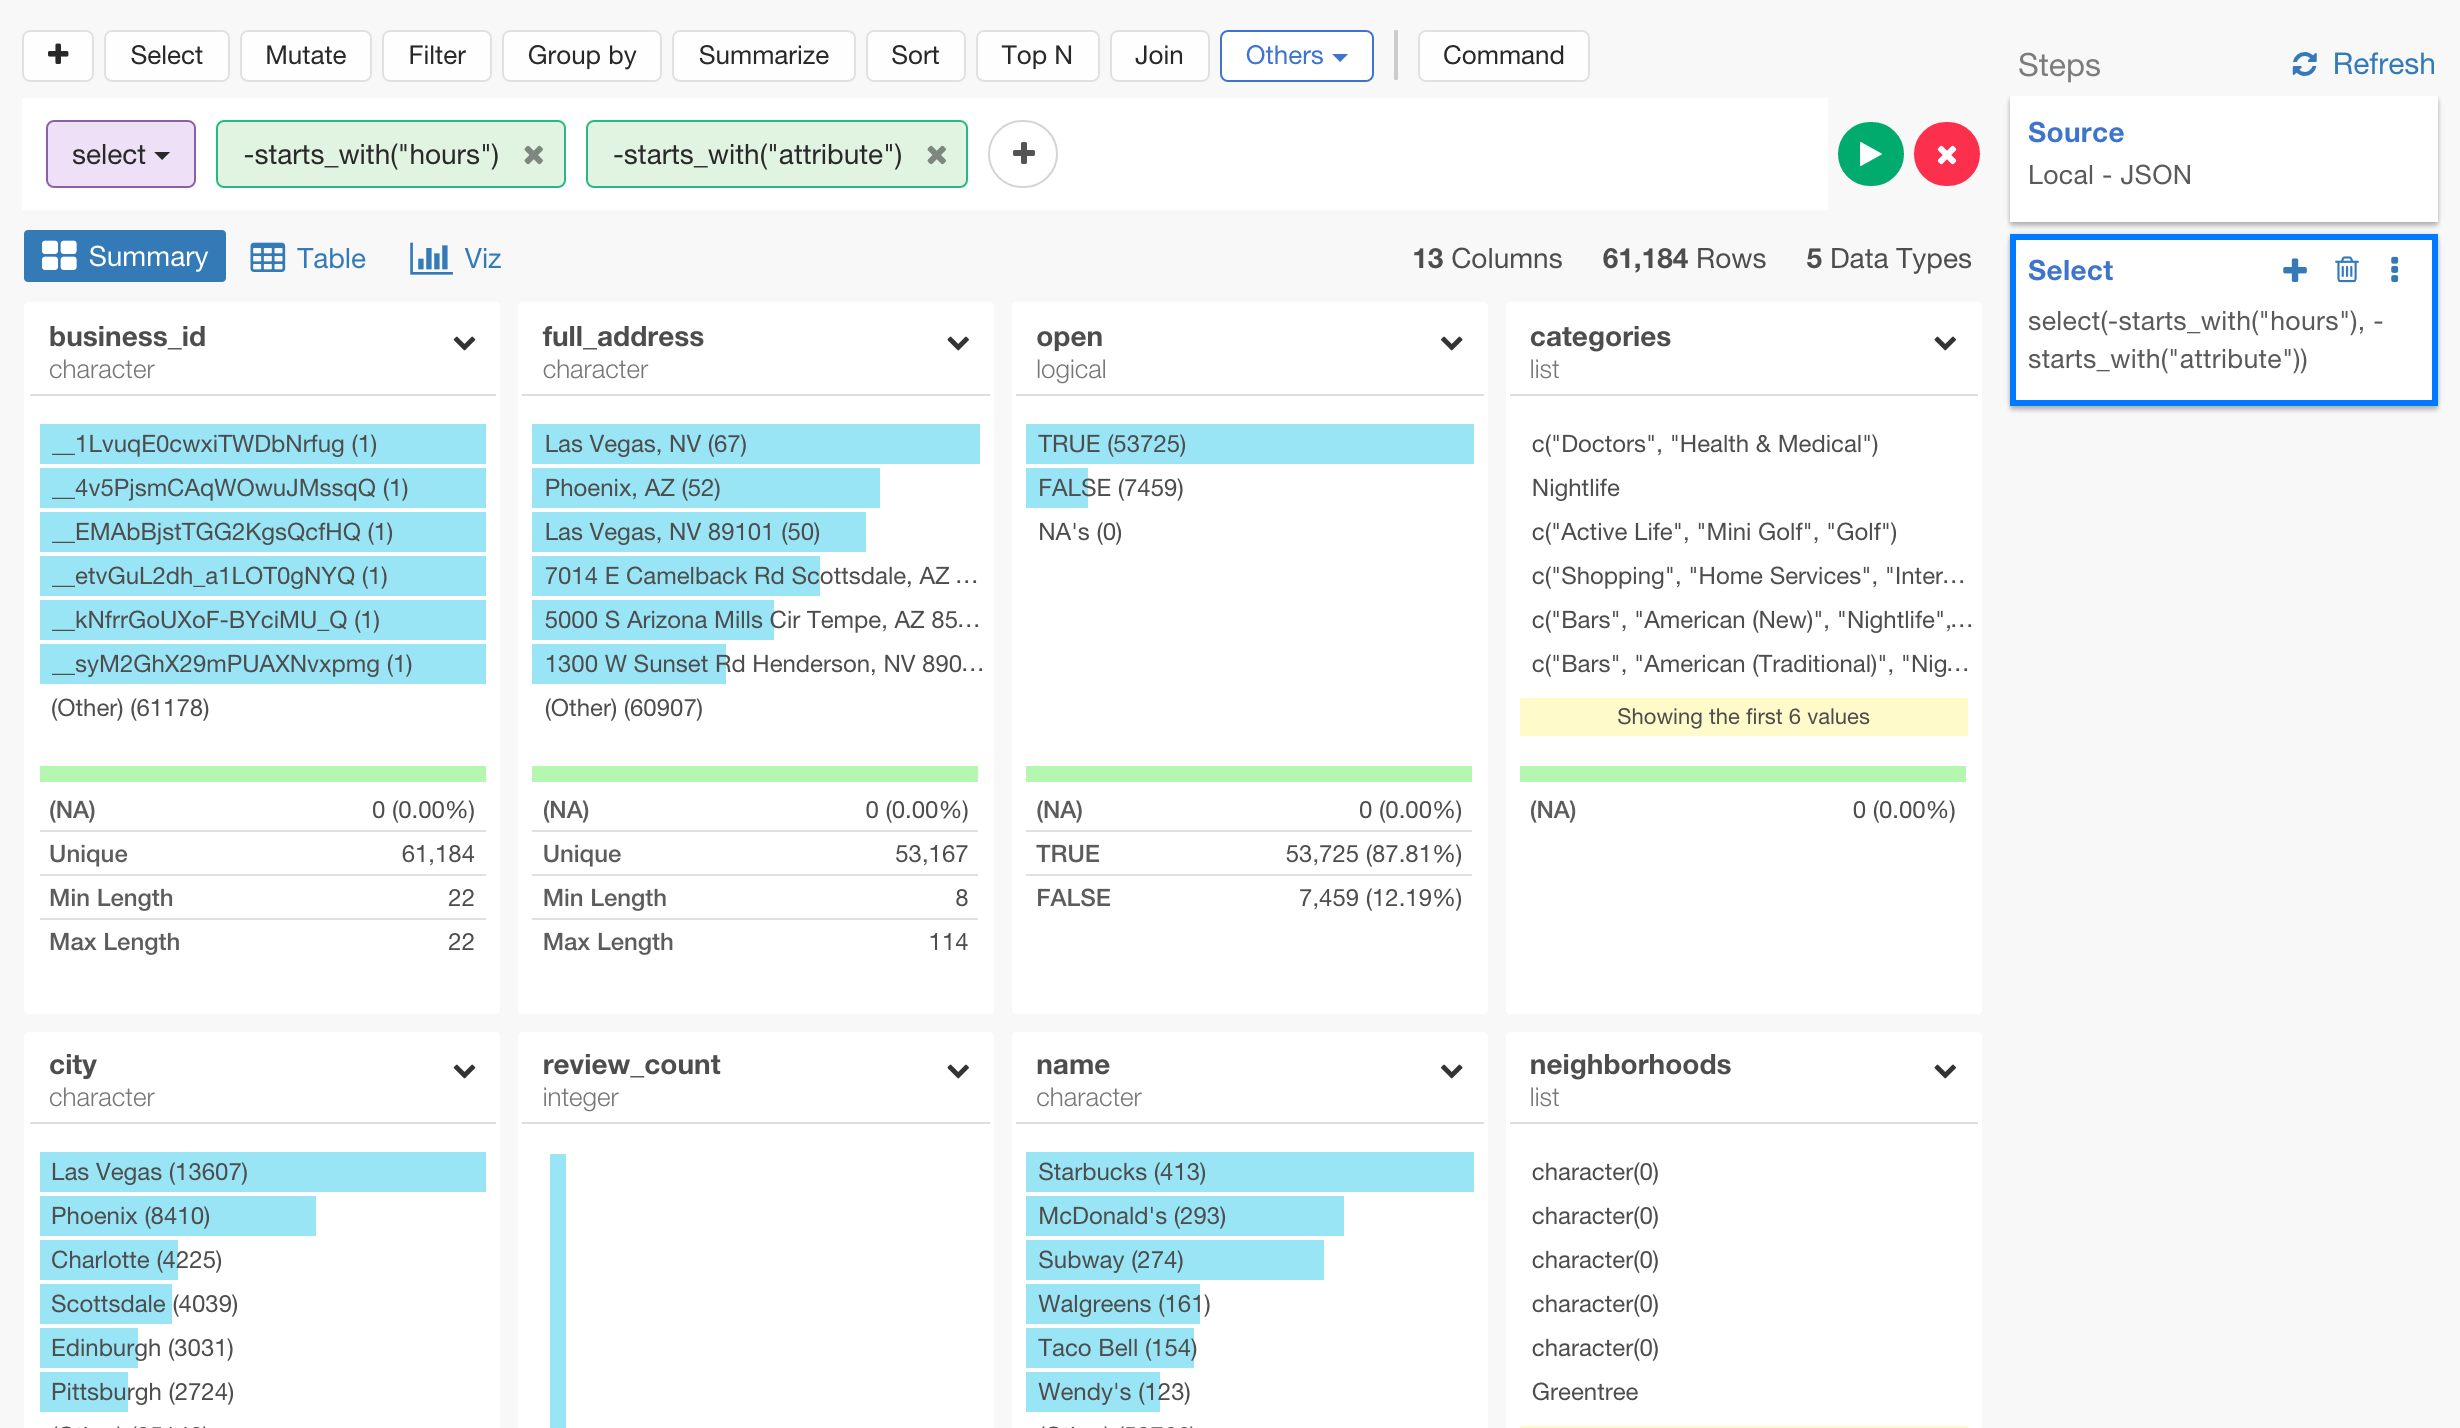 Select Mutate Filter Group by Summarize Sort Top N Join Others Command
Steps Refresh
select -starts_with("hours") -starts_with("attribute")
Source
Local - JSON
Summary Table Viz 13 Columns 61,184 Rows 5 Data Types
Select
select(-starts_with("hours"), -
starts_with("attribute"))
business_id
character
__1LvuqE0cwxiTWDbNrfug (1)
__4v5PjsmCAqWOwuJMssqQ (1)
__EMAbBjstTGG2KgsQcfHQ (1)
__etvGuL2dh_a1LOT0gNYQ (1)
__kNfrrGoUXoF-BYciMU_Q (1)
__syM2GhX29mPUAXNvxpmg (1)
(Other) (61178)
(NA) 0 (0.00%)
Unique 61,184
Min Length 22
Max Length 22
full_address
character
Las Vegas, NV (67)
Phoenix, AZ (52)
Las Vegas, NV 89101 (50)
7014 E Camelback Rd Scottsdale, AZ ...
5000 S Arizona Mills Cir Tempe, AZ 85...
1300 W Sunset Rd Henderson, NV 890...
(Other) (60907)
(NA) 0 (0.00%)
Unique 53,167
Min Length 8
Max Length 114
open
logical
TRUE (53725)
FALSE (7459)
NA's (0)
(NA) 0 (0.00%)
TRUE 53,725 (87.81%)
FALSE 7,459 (12.19%)
categories
list
c("Doctors", "Health & Medical")
Nightlife
c("Active Life", "Mini Golf", "Golf")
c("Shopping", "Home Services", "Inter...
c("Bars", "American (New)", "Nightlife",...
c("Bars", "American (Traditional)", "Nig...
Showing the first 6 values
(NA) 0 (0.00%)
city
character
Las Vegas (13607)
Phoenix (8410)
Charlotte (4225)
Scottsdale (4039)
Edinburgh (3031)
Pittsburgh (2724)
review_count
integer
name
character
Starbucks (413)
McDonald's (293)
Subway (274)
Walgreens (161)
Taco Bell (154)
Wendy's (123)
neighborhoods
list
character(0)
character(0)
character(0)
character(0)
character(0)
Greentree